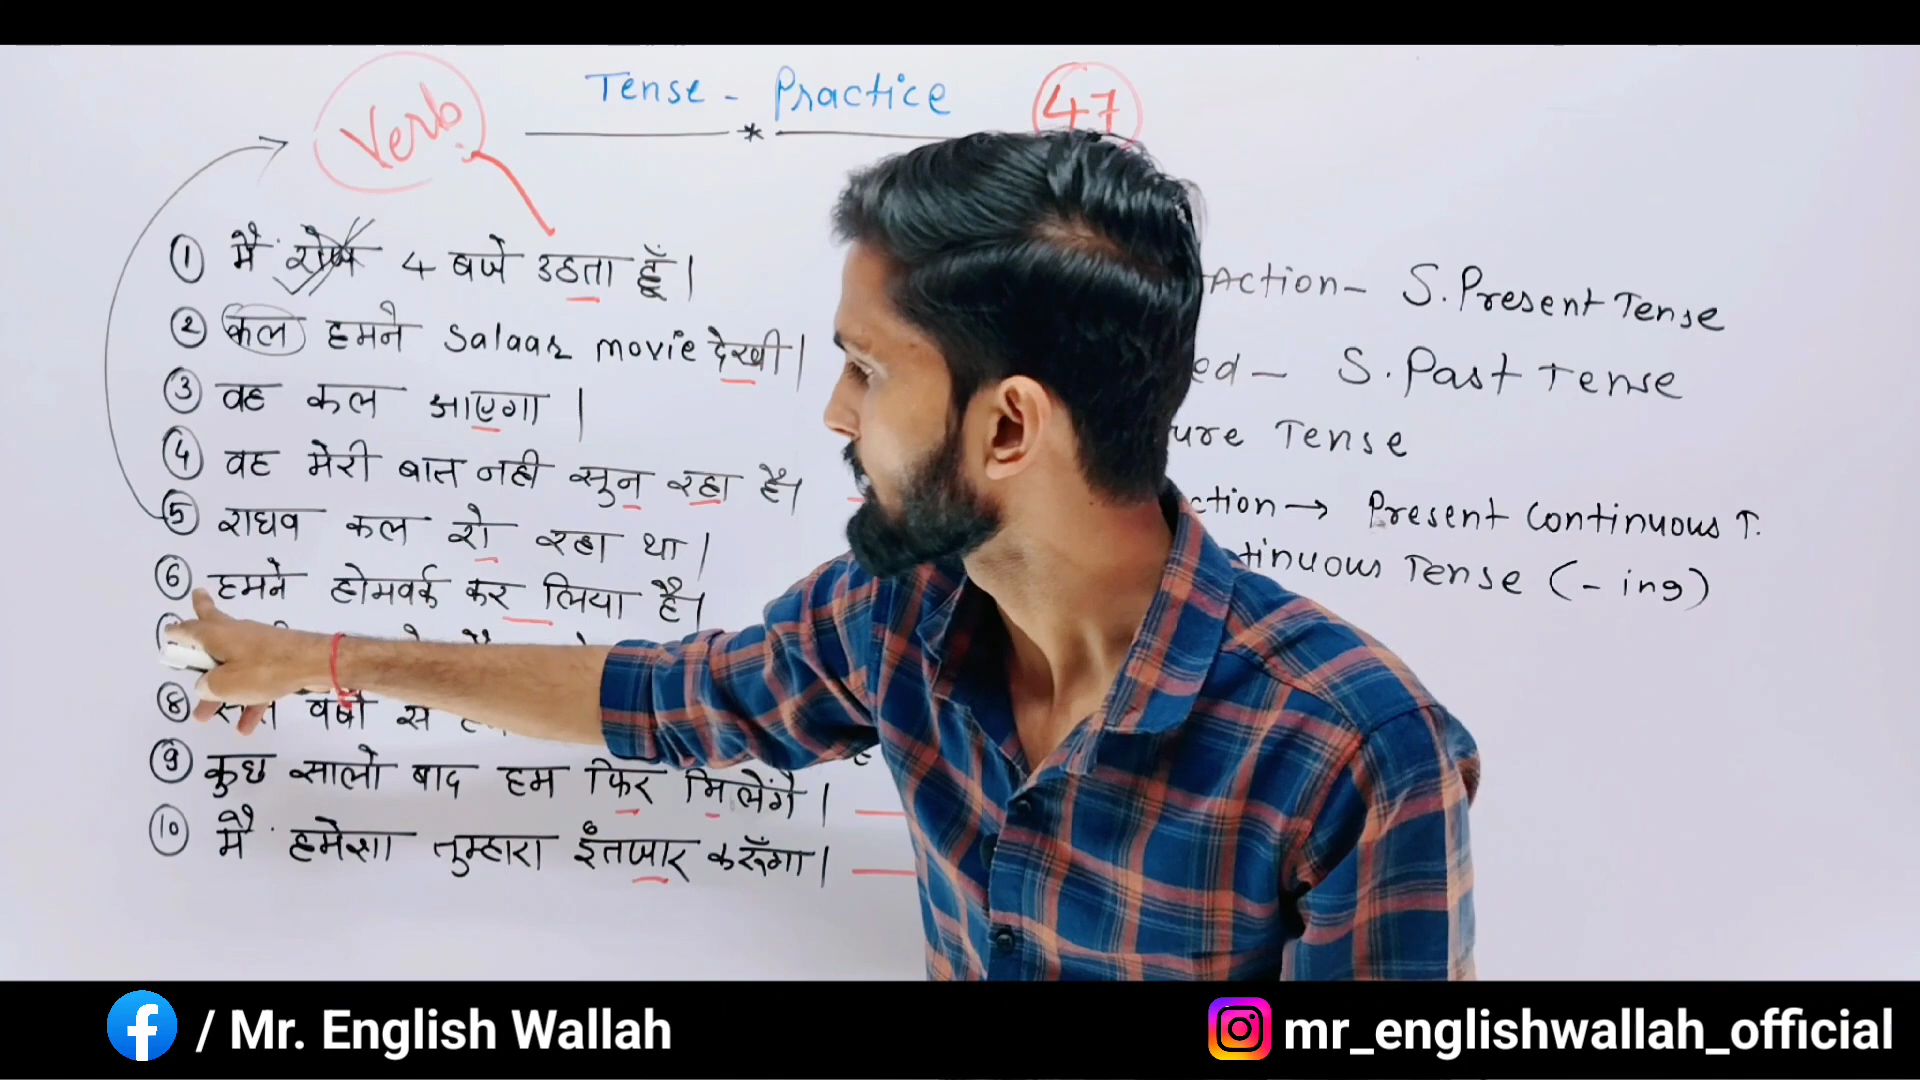 Tense - Practice
47
Verb
① मैं रोज 4 बजे उठता हूँ।
② कल हमने Salaar movie देखी।
③ वह कल आएगा।
④ वह मेरी बात नही सुन रहा है।
⑤ राघव कल रो रहा था।
⑥ हमने होमवर्क कर लिया है।
⑧ वर्षो से
⑨ कुछ सालो बाद हम फिर मिलेंगे।
⑩ मैं हमेशा तुम्हारा इंतजार करूँगा।
Action - S. Present Tense
ed - S. Past Tense
ure Tense
ction → Present Continuous T.
tinuous Tense (-ing)
/ Mr. English Wallah
mr_englishwallah_official